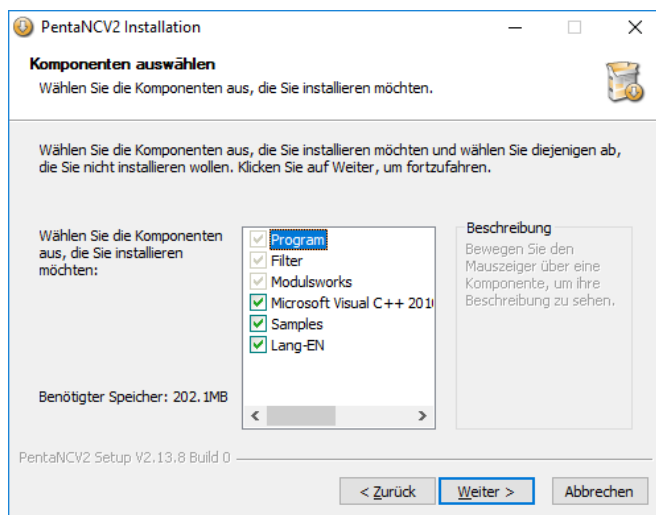 PentaNCV2 Installation
Komponenten auswählen
Wählen Sie die Komponenten aus, die Sie installieren möchten.
Wählen Sie die Komponenten aus, die Sie installieren möchten und wählen Sie diejenigen ab,
die Sie nicht installieren wollen. Klicken Sie auf Weiter, um fortzufahren.
Wählen Sie die Komponenten
aus, die Sie installieren
möchten:
Program
Filter
Modulsworks
Microsoft Visual C++ 201
Samples
Lang-EN
Beschreibung
Bewegen Sie den
Mauszeiger über eine
Komponente, um ihre
Beschreibung zu sehen.
Benötigter Speicher: 202.1MB
PentaNCV2 Setup V2.13.8 Build 0
< Zurück
Weiter >
Abbrechen